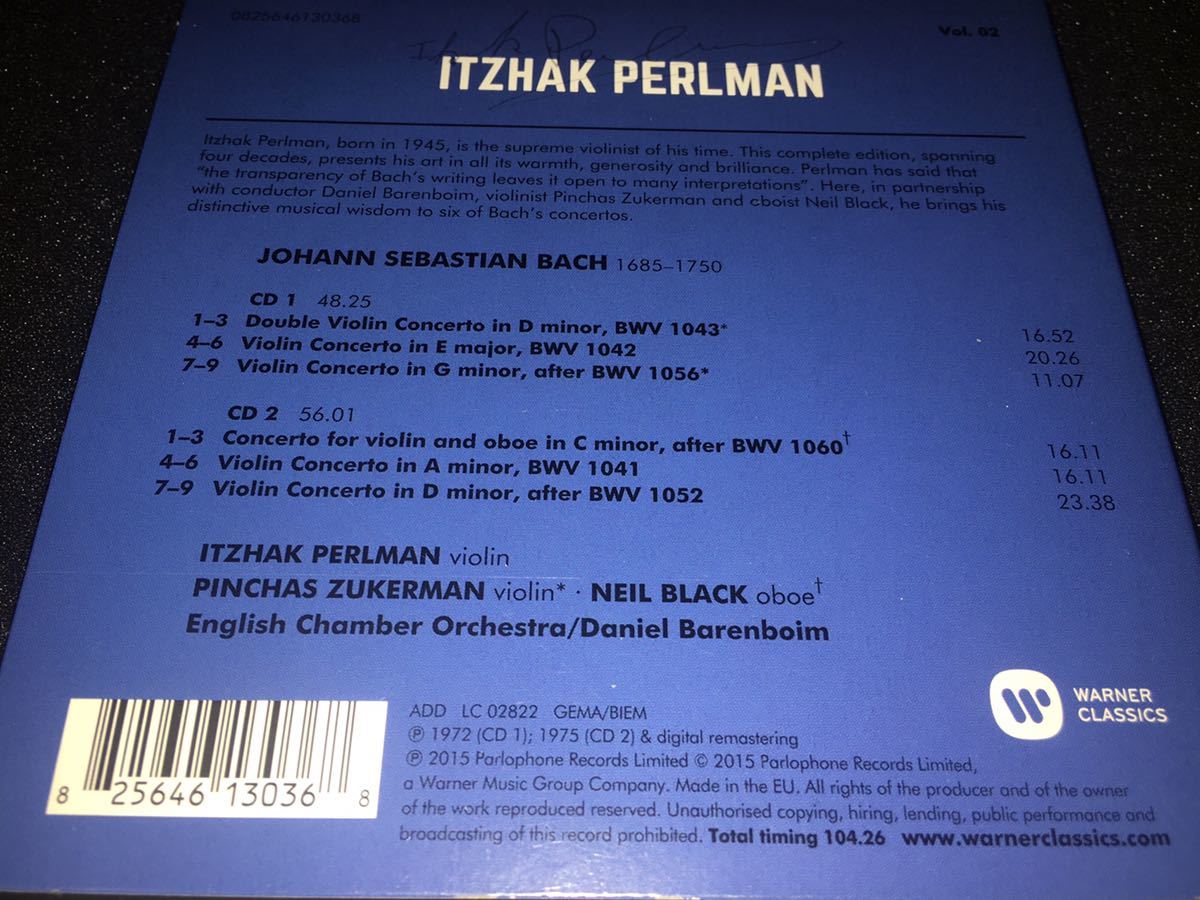 0825646130368
Vol. 02
Itzhak Perlman
ITZHAK PERLMAN
Itzhak Perlman, born in 1945, is the supreme violinist of his time. This complete edition, spanning
four decades, presents his art in all its warmth, generosity and brilliance. Perlman has said that
"the transparency of Bach's writing leaves it open to many interpretations". Here, in partnership
with conductor Daniel Barenboim, violinist Pinchas Zukerman and oboist Neil Black, he brings his
distinctive musical wisdom to six of Bach's concertos.
JOHANN SEBASTIAN BACH 1685–1750
CD 1 48.25
1–3 Double Violin Concerto in D minor, BWV 1043* 16.52
4–6 Violin Concerto in E major, BWV 1042 20.26
7–9 Violin Concerto in G minor, after BWV 1056* 11.07
CD 2 56.01
1–3 Concerto for violin and oboe in C minor, after BWV 1060† 16.11
4–6 Violin Concerto in A minor, BWV 1041 16.11
7–9 Violin Concerto in D minor, after BWV 1052 23.38
ITZHAK PERLMAN violin
PINCHAS ZUKERMAN violin* · NEIL BLACK oboe†
English Chamber Orchestra/Daniel Barenboim
WARNER
CLASSICS
8 25646 13036 8
ADD LC 02822 GEMA/BIEM
℗ 1972 (CD 1); 1975 (CD 2) & digital remastering
℗ 2015 Parlophone Records Limited © 2015 Parlophone Records Limited,
a Warner Music Group Company. Made in the EU. All rights of the producer and of the owner
of the work reproduced reserved. Unauthorised copying, hiring, lending, public performance and
broadcasting of this record prohibited. Total timing 104.26 www.warnerclassics.com